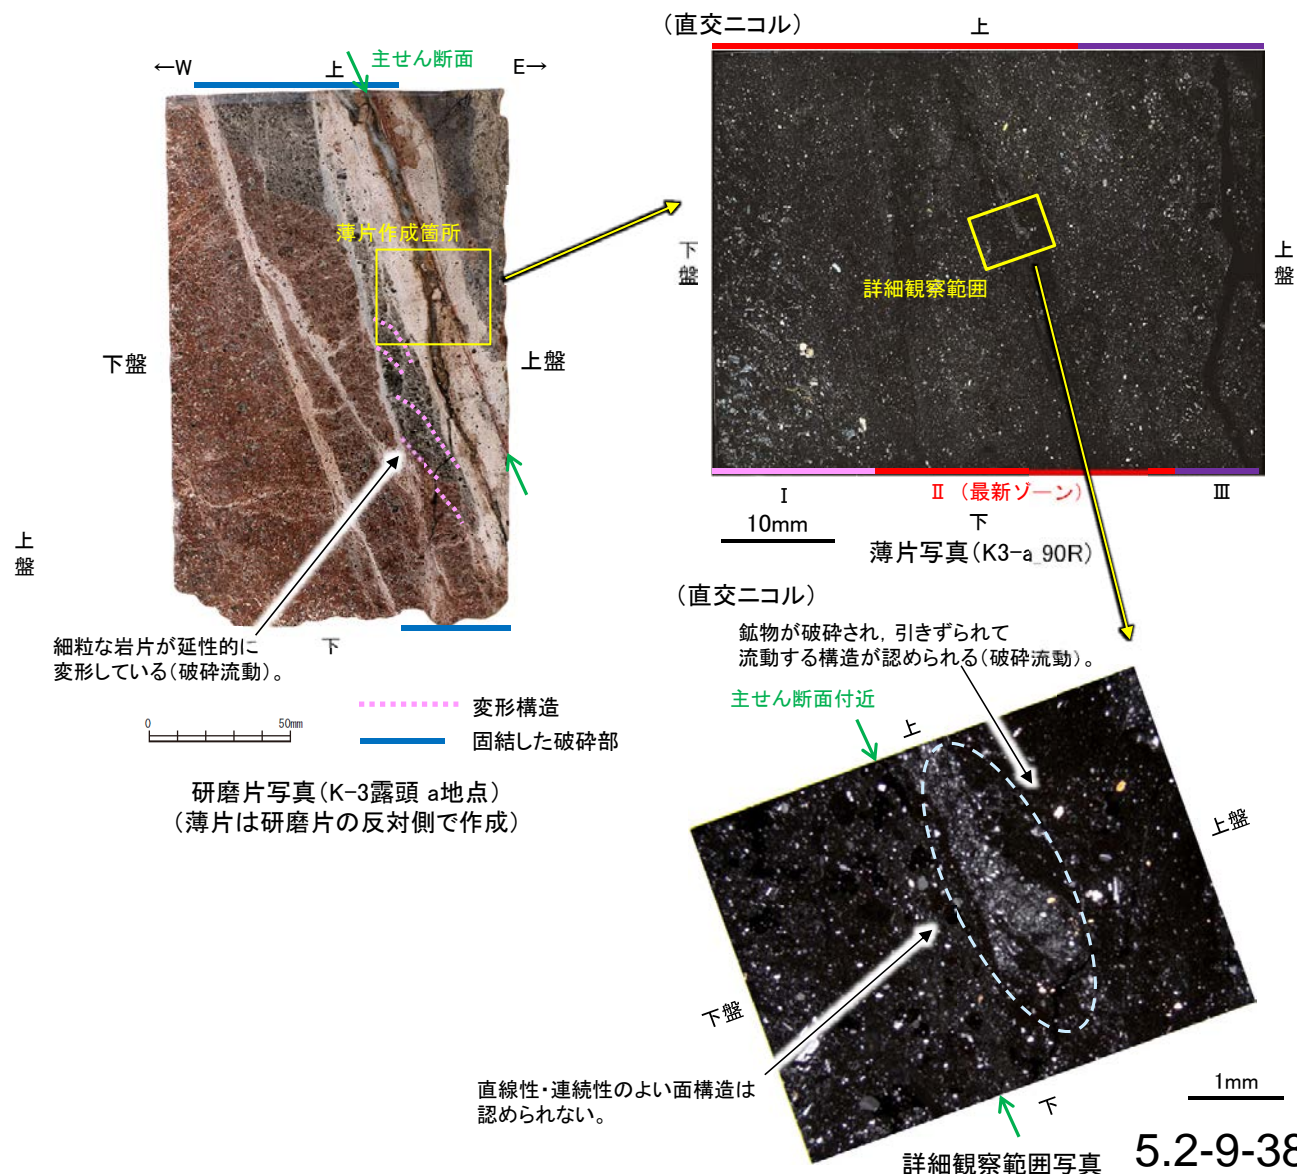 ←W
上
主せん断面
E→
薄片作成箇所
下盤
上盤
上
盤
細粒な岩片が延性的に
変形している(破砕流動)。
下
0
50mm
変形構造
固結した破砕部
研磨片写真(K-3露頭 a地点)
(薄片は研磨片の反対側で作成)
(直交ニコル)
上
下
盤
上
盤
詳細観察範囲
Ⅰ
Ⅱ (最新ゾーン)
Ⅲ
10mm
下
薄片写真(K3-a_90R)
(直交ニコル)
鉱物が破砕され，引きずられて
流動する構造が認められる(破砕流動)。
主せん断面付近
上
上盤
下盤
直線性・連続性のよい面構造は
認められない。
下
1mm
詳細観察範囲写真
5.2-9-38